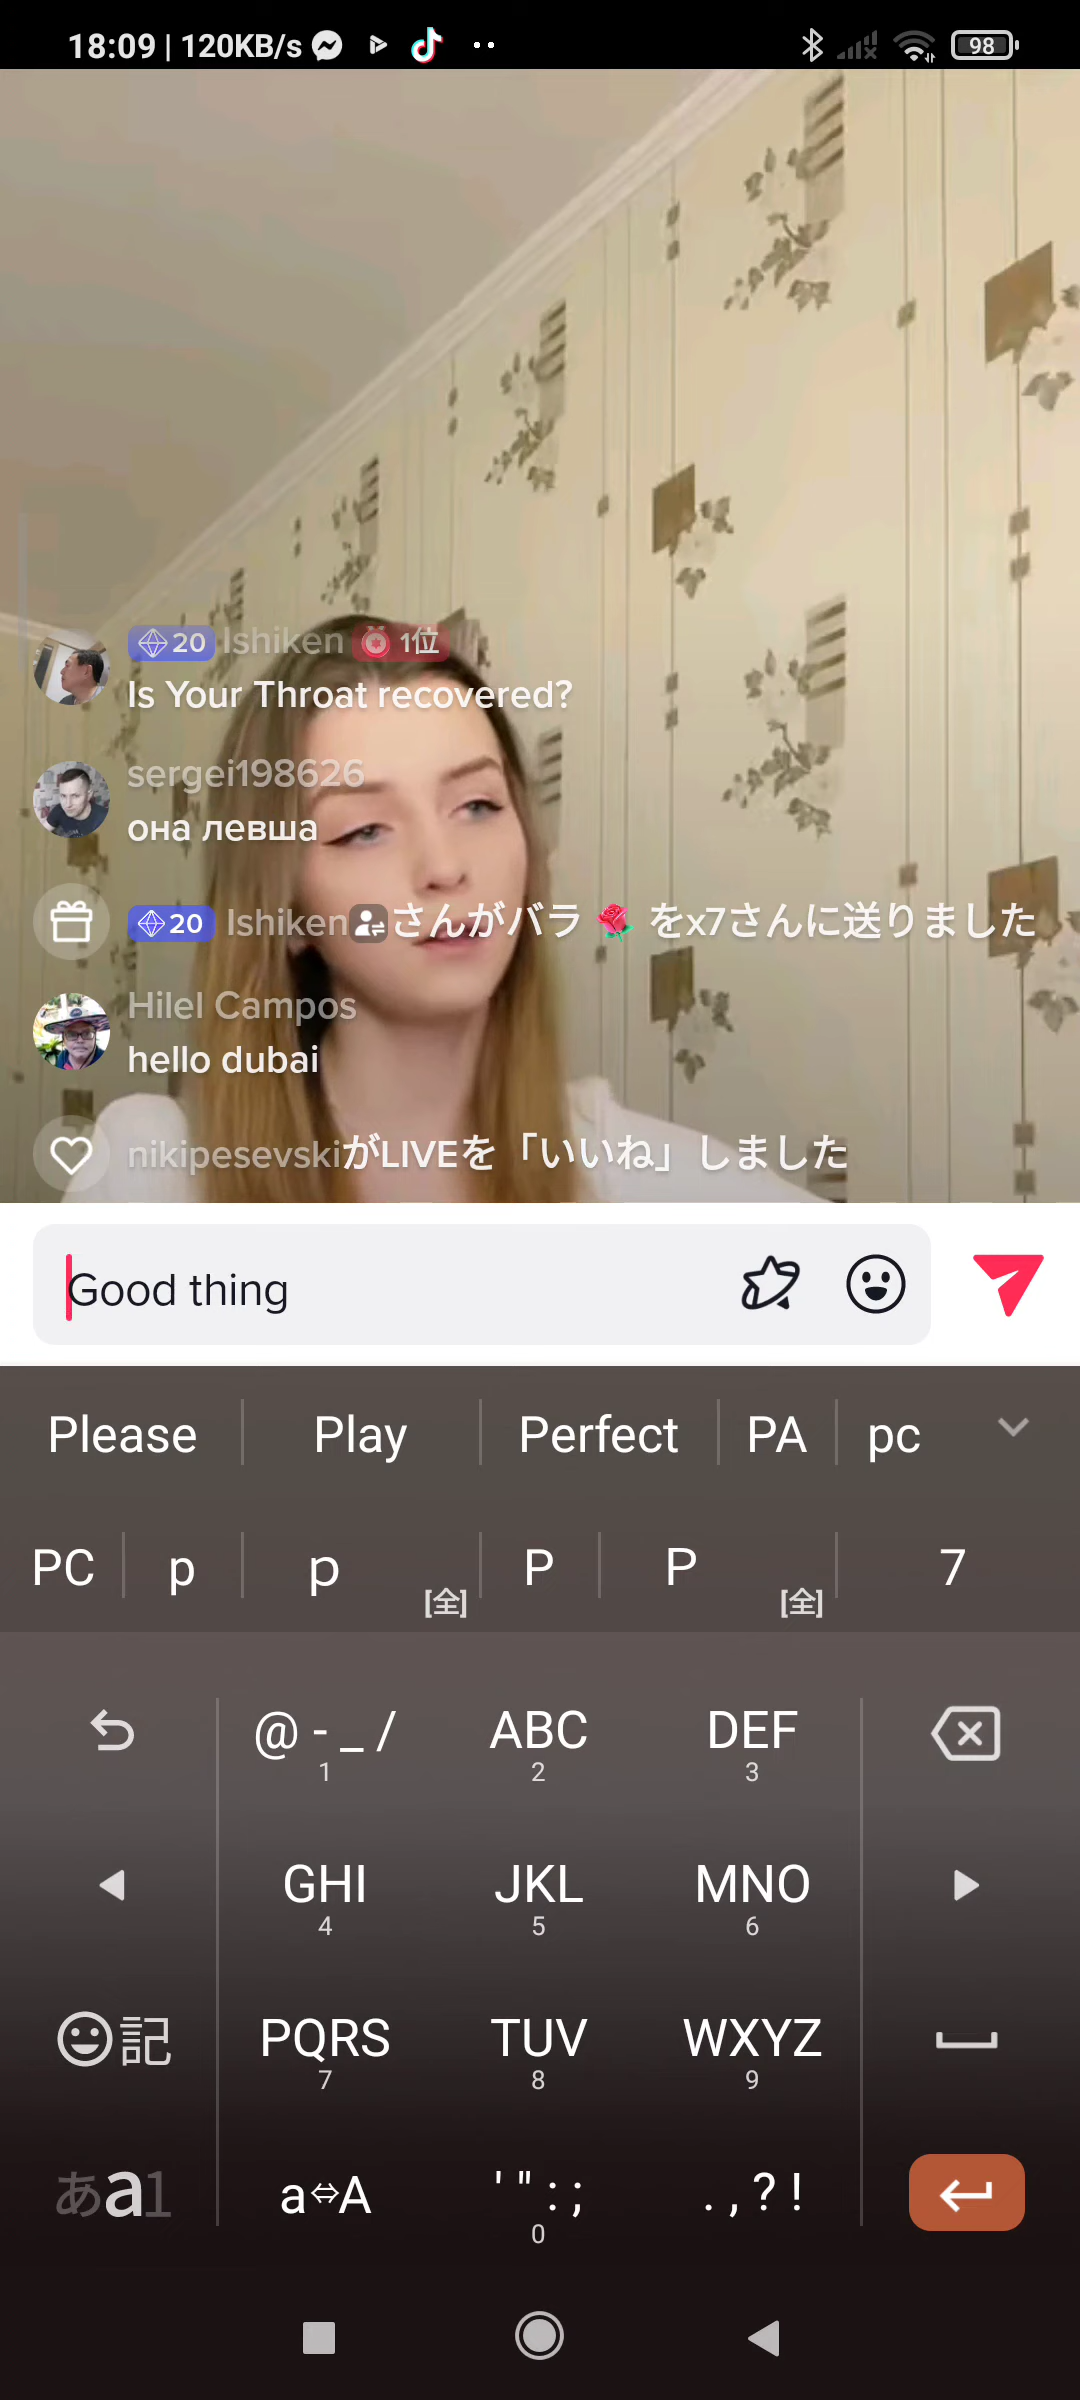 18:09 | 120KB/s
98
20 Ishiken 1位
Is Your Throat recovered?
sergei198626
она левша
20 Ishikenさんがバラ🌹をx7さんに送りました
Hilel Campos
hello dubai
nikipesevskiがLIVEを「いいね」しました
Good thing
Please Play Perfect PA pc
PC p p [全] P P [全] 7
@ - _ / ABC DEF
1 2 3
GHI JKL MNO
4 5 6
記 PQRS TUV WXYZ
7 8 9
あa1 a⇔A ' " : ; . , ? !
0